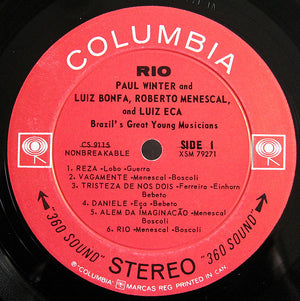 COLUMBIA
RIO
PAUL WINTER and
LUIZ BONFA, ROBERTO MENESCAL,
and LUIZ ECA
Brazil's Great Young Musicians
CS 9115 SIDE 1
NONBREAKABLE XSM 79271
1. REZA -Lobo-Guerra
2. VAGAMENTE -Menescal-Boscoli
3. TRISTEZA DE NOS DOIS -Ferreira-Einhorn
Bebeto
4. DANIELE -Eça-Bebeto
5. ALEM DA IMAGINAÇÃO -Menescal-
Boscoli
6. RIO -Menescal-Boscoli
"360 SOUND" STEREO "360 SOUND"
® "COLUMBIA" MARCAS REG. PRINTED IN CAN.